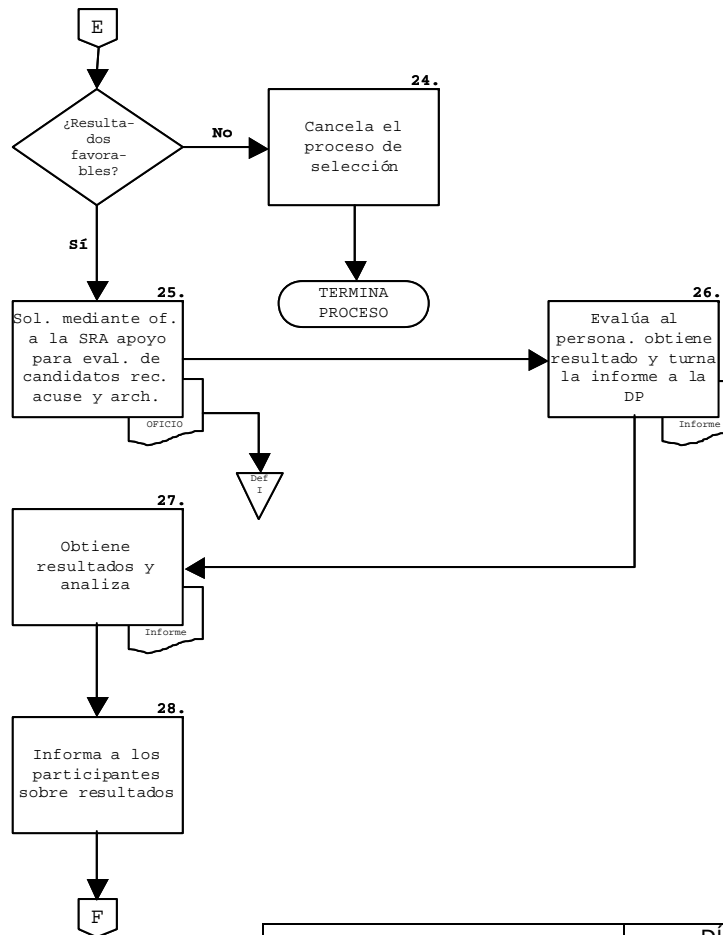 E
¿Resulta-
dos
favora-
bles?
No
24.
Cancela el
proceso de
selección
Sí
TERMINA
PROCESO
25.
Sol. mediante of.
a la SRA apoyo
para eval. de
candidatos rec.
acuse y arch.
OFICIO
Def
I
26.
Evalúa al
persona. obtiene
resultado y turna
la informe a la
DP
Informe
27.
Obtiene
resultados y
analiza
Informe
28.
Informa a los
participantes
sobre resultados
F